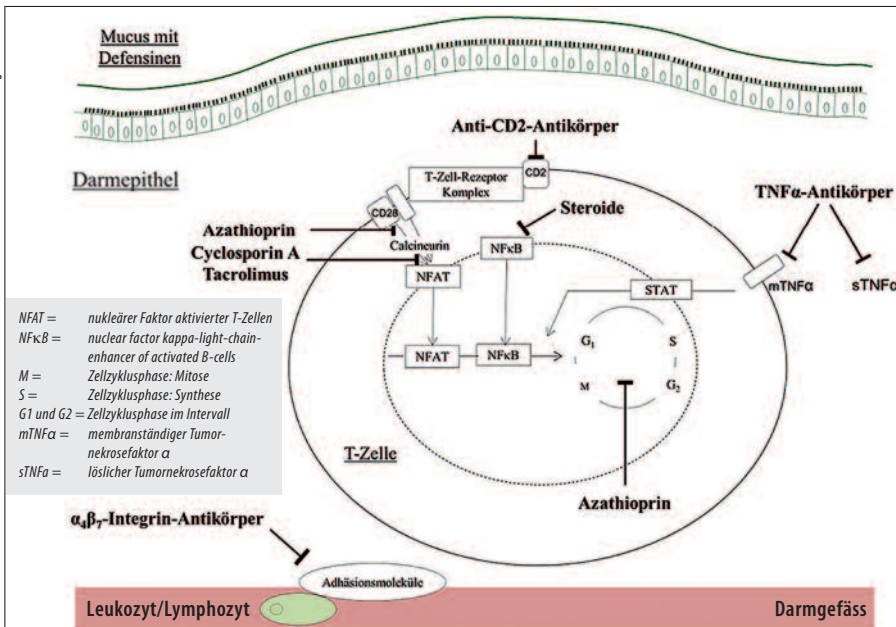 Mucus mit
Defensinen
Anti-CD2-Antikörper
Darmepithel
T-Zell-Rezeptor
Komplex
CD2
TNFα-Antikörper
CD28
Steroide
Azathioprin
Cyclosporin A
Tacrolimus
Calcineurin
NFκB
NFAT
STAT
mTNFα
sTNFα
NFAT = nukleärer Faktor aktivierter T-Zellen
NFκB = nuclear factor kappa-light-chain-
enhancer of activated B-cells
M = Zellzyklusphase: Mitose
S = Zellzyklusphase: Synthese
G1 und G2 = Zellzyklusphase im Intervall
mTNFα = membranständiger Tumor-
nekrosefaktor α
sTNFa = löslicher Tumornekrosefaktor α
G1
S
NFAT
NFκB
M
G2
T-Zelle
Azathioprin
α4β7-Integrin-Antikörper
Adhäsionsmoleküle
Leukozyt/Lymphozyt
Darmgefäss